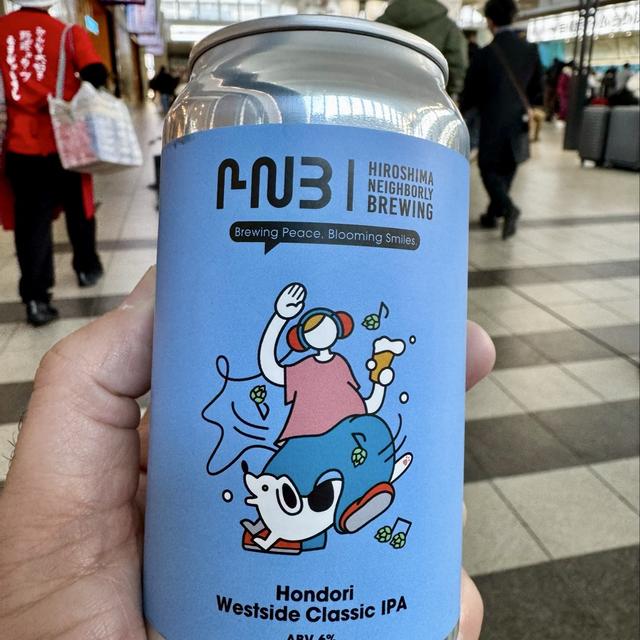 HNB
HIROSHIMA
NEIGHBORLY
BREWING
Brewing Peace. Blooming Smiles.
Hondori
Westside Classic IPA
ABV 6%